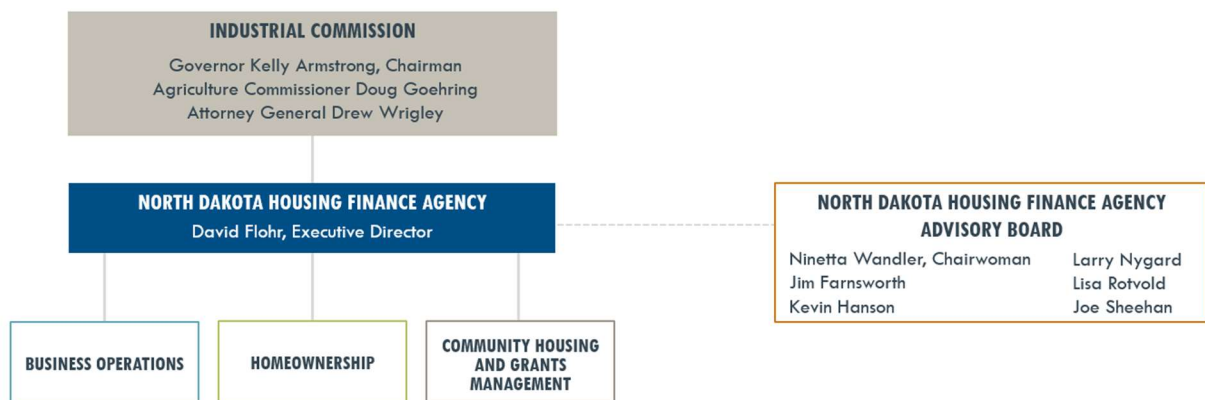 INDUSTRIAL COMMISSION
Governor Kelly Armstrong, Chairman
Agriculture Commissioner Doug Goehring
Attorney General Drew Wrigley
NORTH DAKOTA HOUSING FINANCE AGENCY
David Flohr, Executive Director
NORTH DAKOTA HOUSING FINANCE AGENCY
ADVISORY BOARD
Ninetta Wandler, Chairwoman
Jim Farnsworth
Kevin Hanson
Larry Nygard
Lisa Rotvold
Joe Sheehan
BUSINESS OPERATIONS
HOMEOWNERSHIP
COMMUNITY HOUSING
AND GRANTS
MANAGEMENT